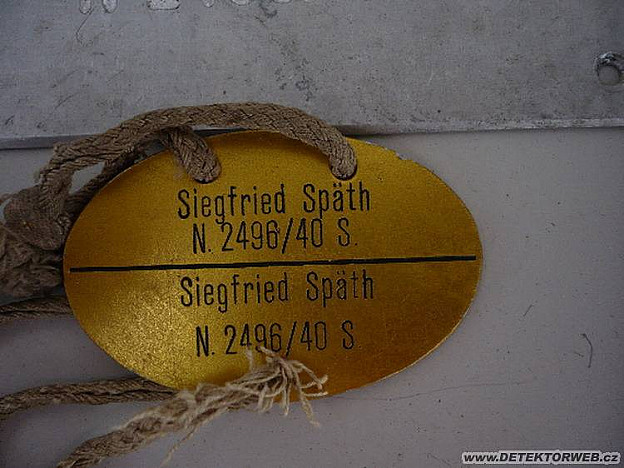 Siegfried Späth
N. 2496/40 S.
Siegfried Späth
N. 2496/40 S.
www.DETEKTORWEB.cz